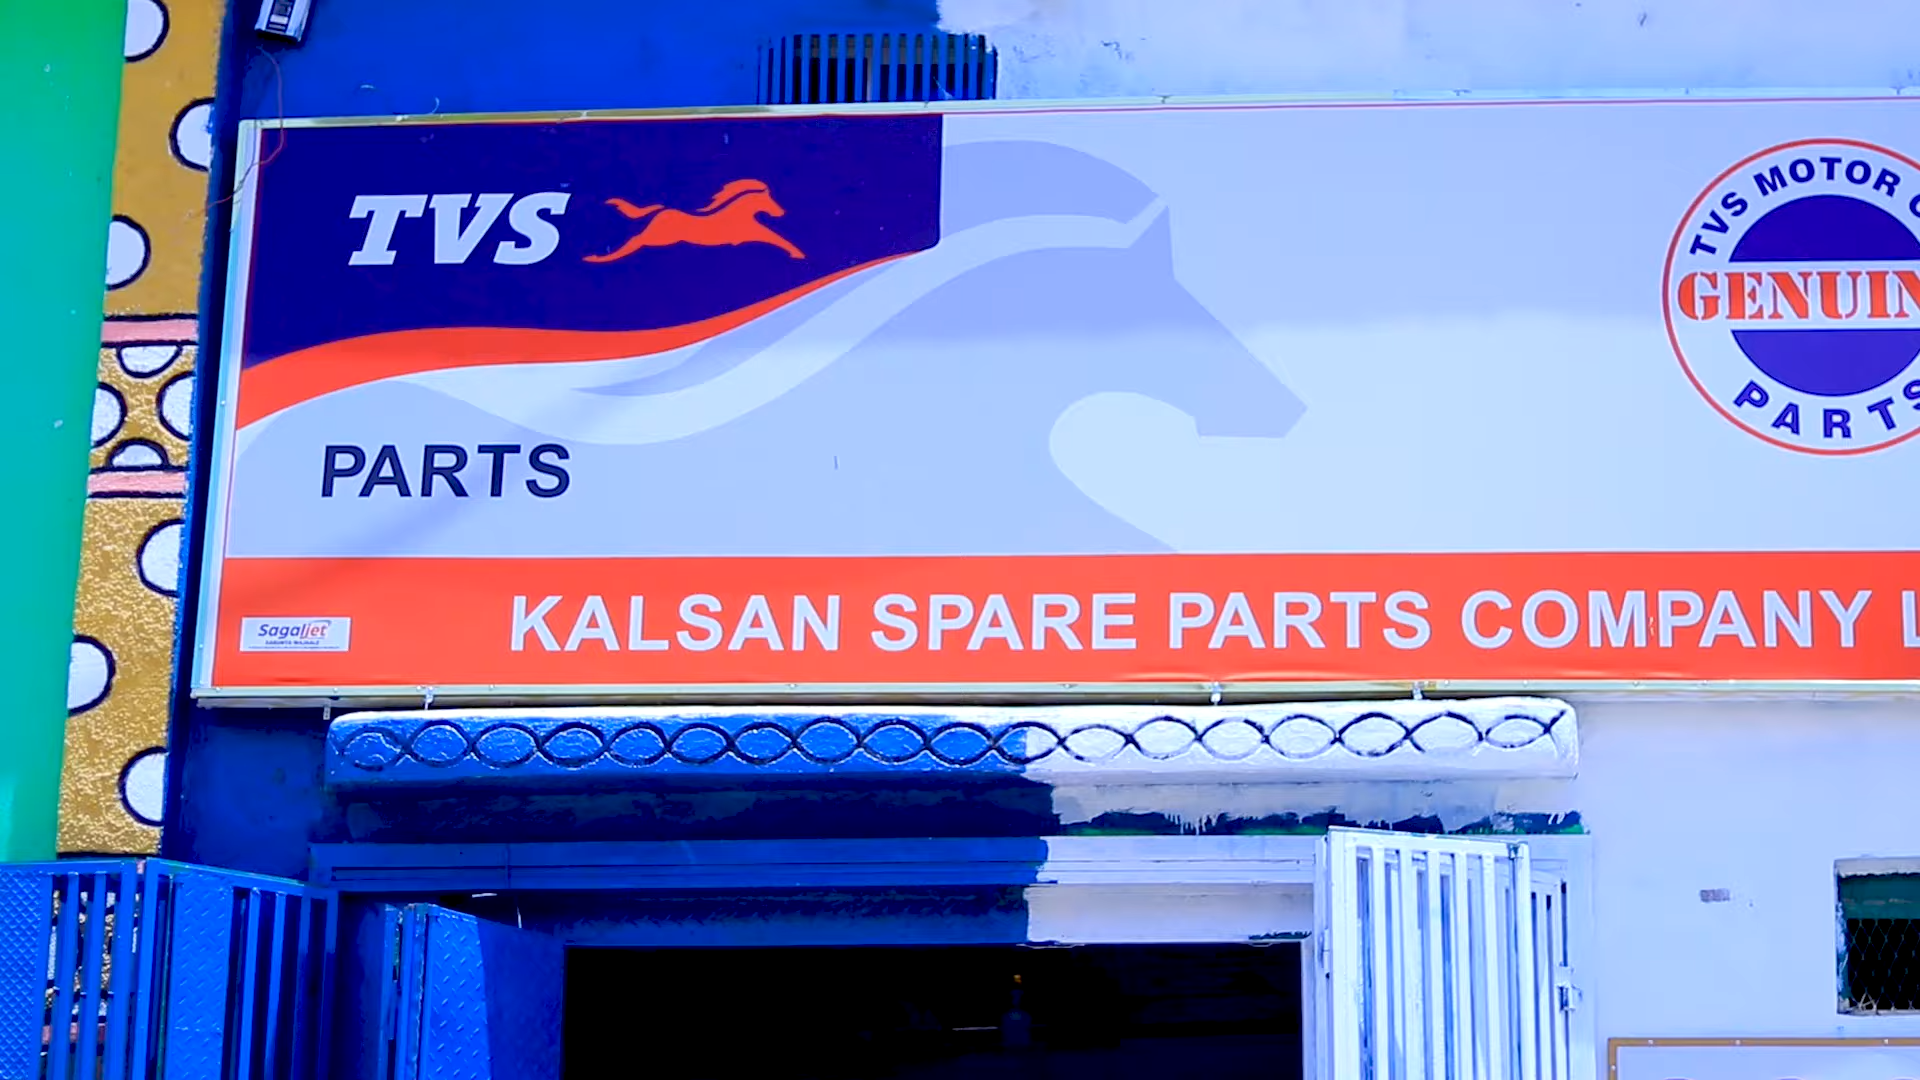 TVS
TVS MOTOR
GENUIN
PARTS
PARTS
KALSAN SPARE PARTS COMPANY L
Sagaljet